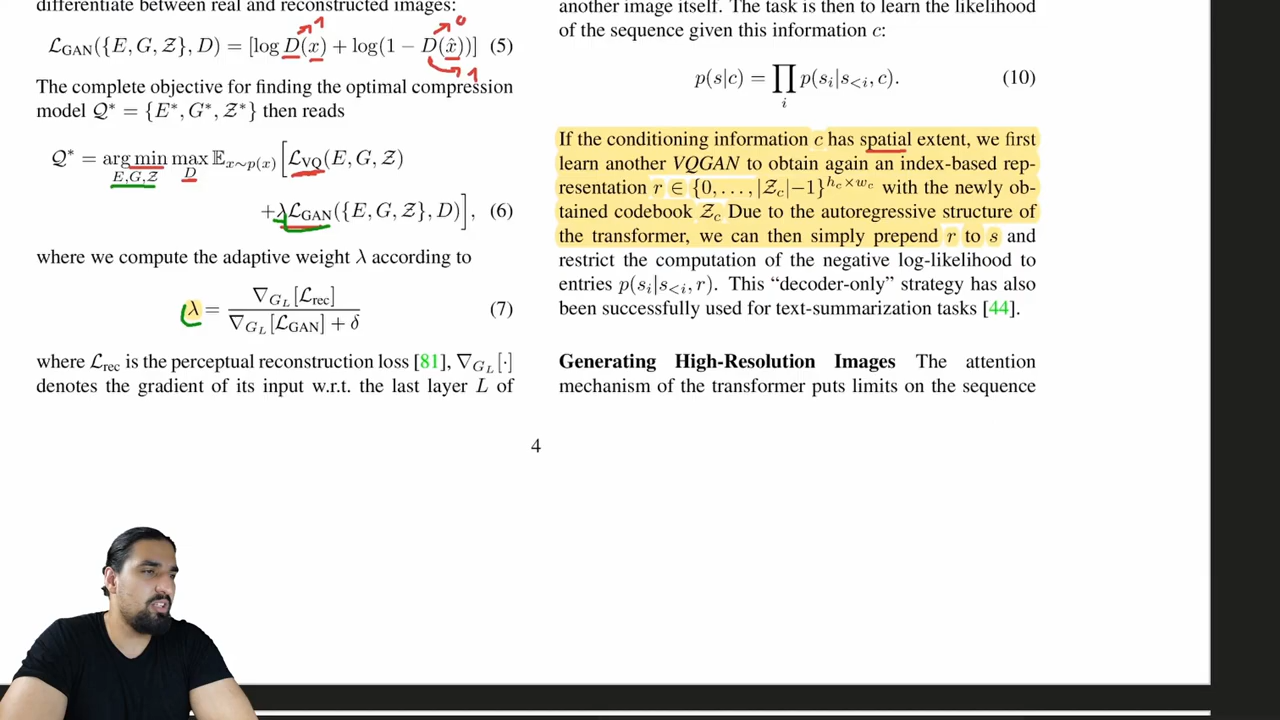 differentiate between real and reconstructed images:
1 0
ℒ_GAN({E, G, 𝒵}, D) = [log D(x) + log(1 − D(x̂))] (5)
1
The complete objective for finding the optimal compression
model 𝒬* = {E*, G*, 𝒵*} then reads
𝒬* = arg min max 𝔼_{x∼p(x)} [ℒ_VQ(E, G, 𝒵)
E,G,𝒵 D
+λℒ_GAN({E, G, 𝒵}, D)], (6)
where we compute the adaptive weight λ according to
λ = ∇_{G_L}[ℒ_rec] / (∇_{G_L}[ℒ_GAN] + δ) (7)
where ℒ_rec is the perceptual reconstruction loss [81], ∇_{G_L}[·]
denotes the gradient of its input w.r.t. the last layer L of
another image itself. The task is then to learn the likelihood
of the sequence given this information c:
p(s|c) = ∏_i p(s_i|s_{<i}, c). (10)
If the conditioning information c has spatial extent, we first
learn another VQGAN to obtain again an index-based rep-
resentation r ∈ {0, . . . , |𝒵_c|−1}^{h_c×w_c} with the newly ob-
tained codebook 𝒵_c Due to the autoregressive structure of
the transformer, we can then simply prepend r to s and
restrict the computation of the negative log-likelihood to
entries p(s_i|s_{<i}, r). This “decoder-only” strategy has also
been successfully used for text-summarization tasks [44].
Generating High-Resolution Images The attention
mechanism of the transformer puts limits on the sequence
4